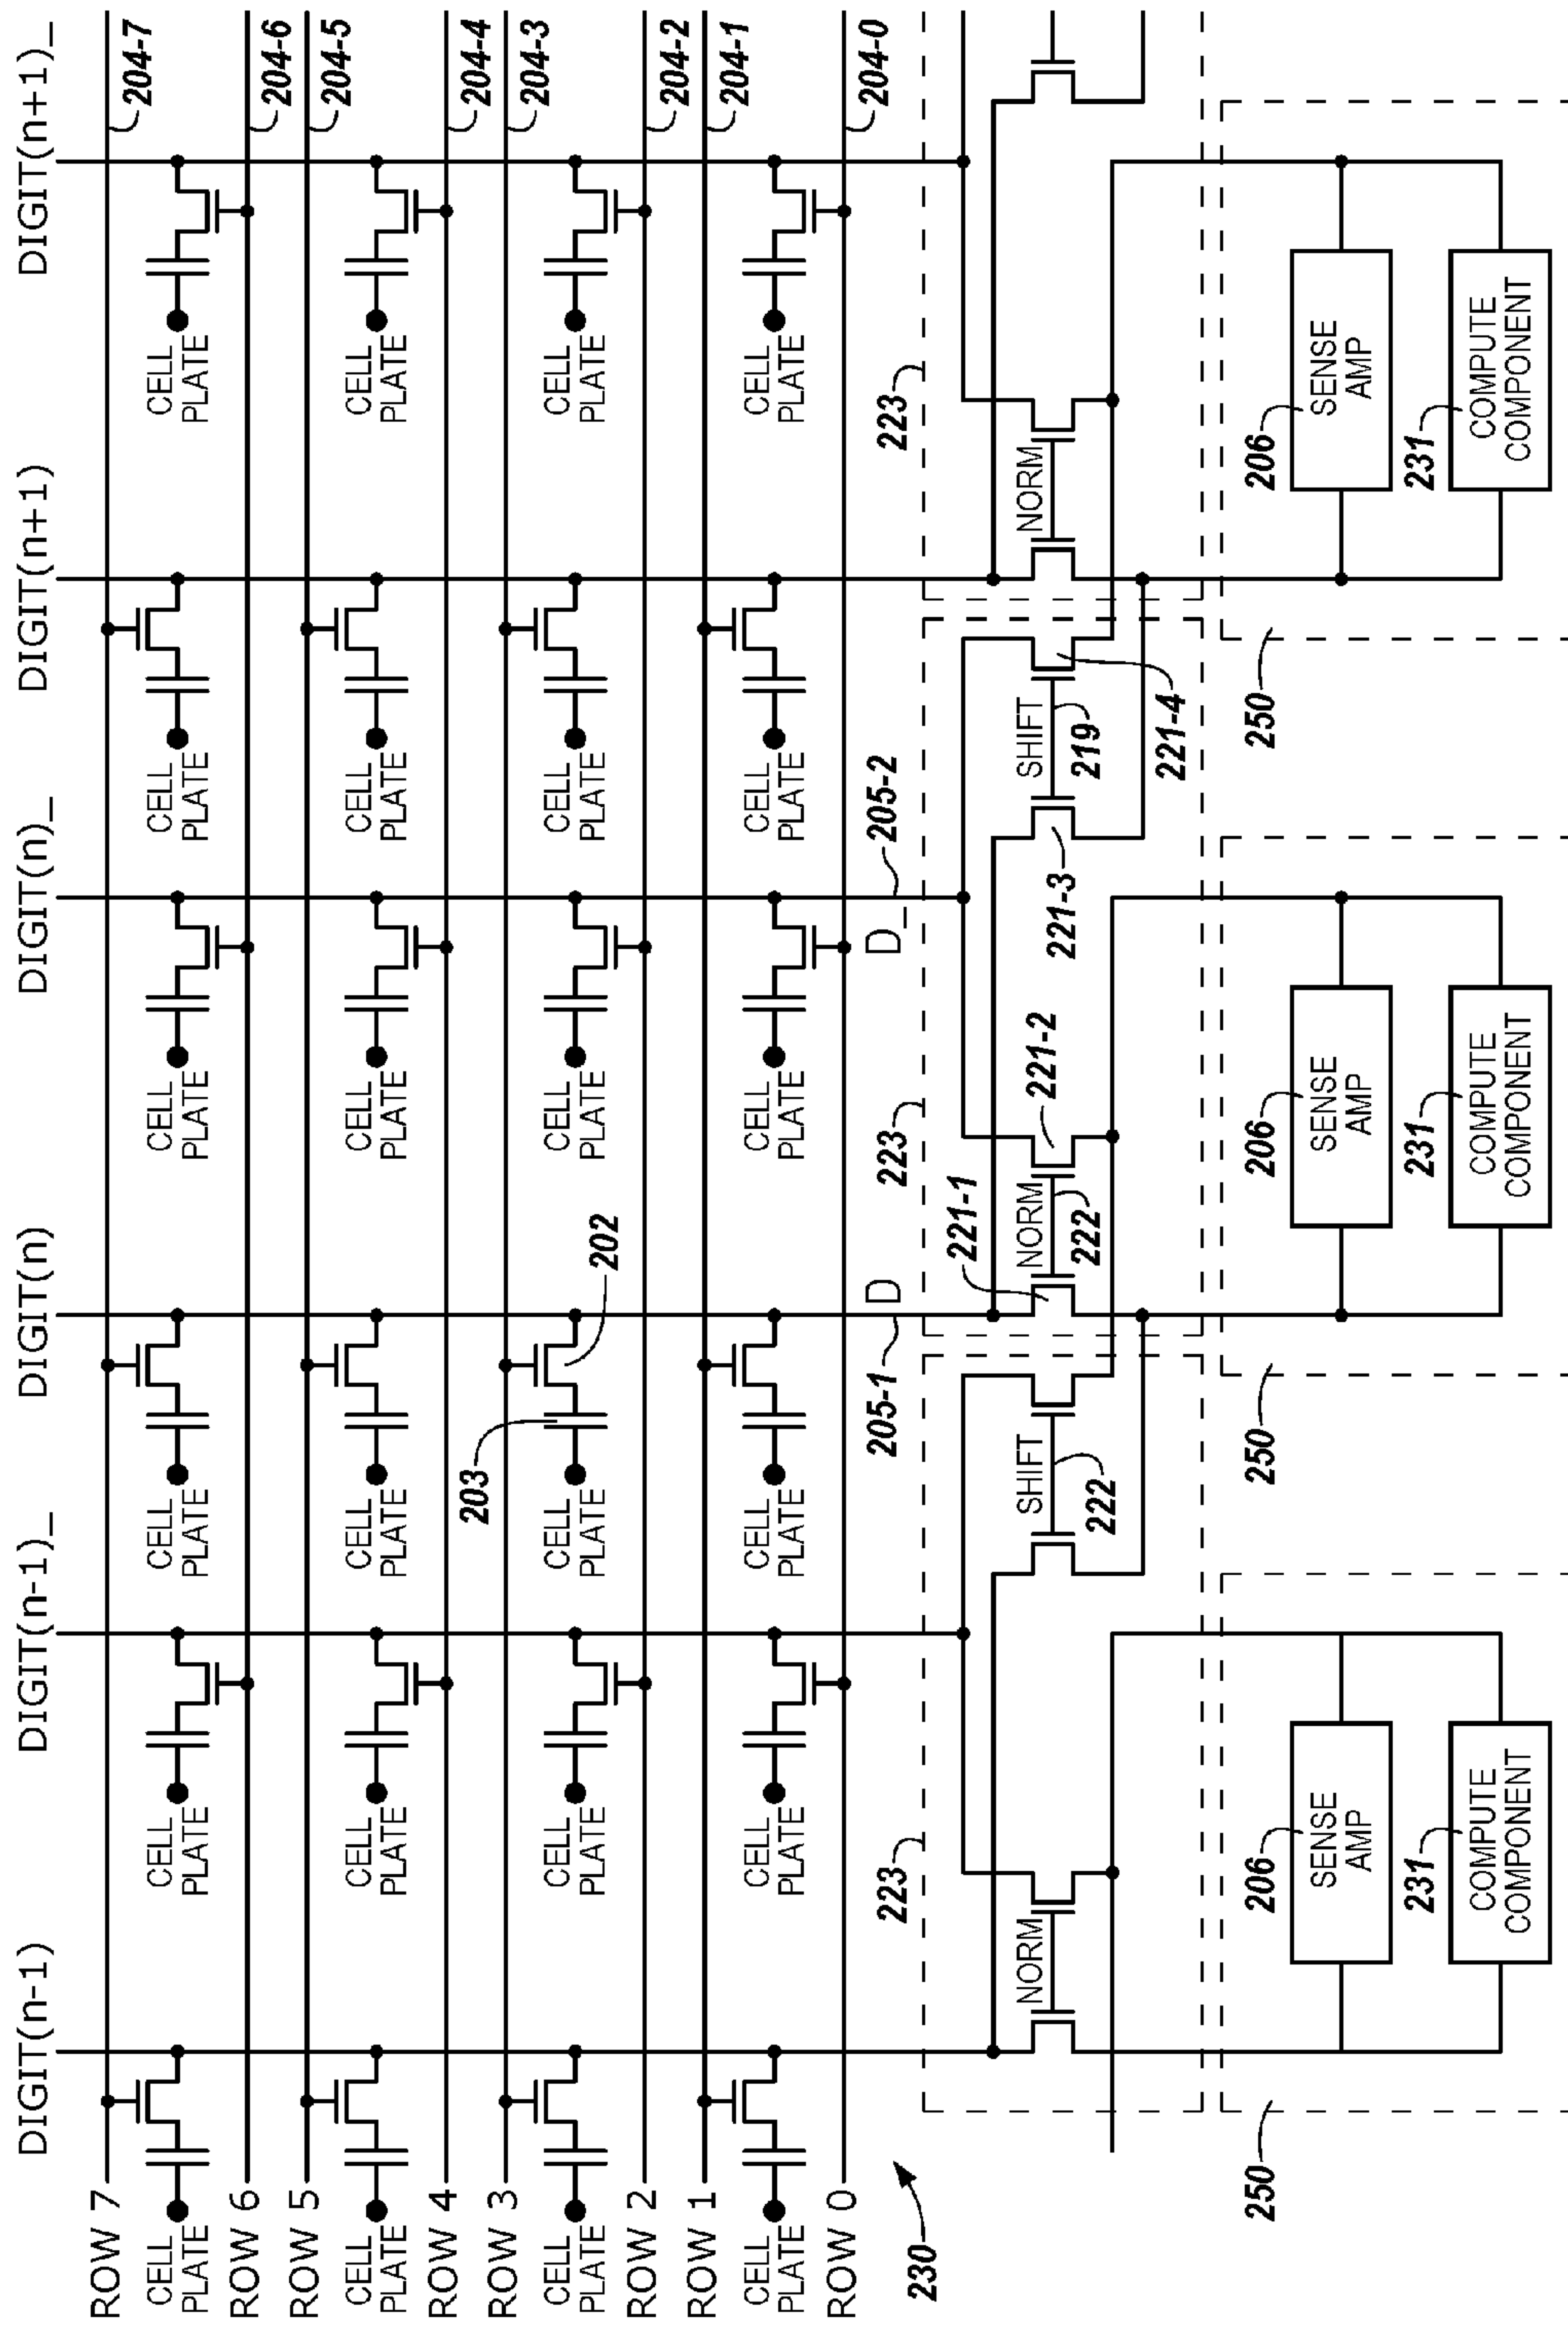 DIGIT(n-1) DIGIT(n-1)_ DIGIT(n) DIGIT(n)_ DIGIT(n+1) DIGIT(n+1)_
ROW 7
204-7
CELL CELL CELL CELL CELL CELL
PLATE PLATE PLATE PLATE PLATE PLATE
ROW 6
204-6
ROW 5
204-5
CELL CELL CELL CELL CELL CELL
PLATE PLATE PLATE PLATE PLATE PLATE
ROW 4
204-4
203
ROW 3
204-3
CELL CELL CELL CELL CELL CELL
PLATE PLATE PLATE PLATE PLATE PLATE
202
ROW 2
204-2
ROW 1
204-1
CELL CELL CELL CELL CELL CELL
PLATE PLATE PLATE PLATE PLATE PLATE
ROW 0
204-0
205-1 D D_ 205-2
230
223 223 223
221-1
NORM SHIFT NORM 221-2 SHIFT NORM
222 222 221-3 219
221-4
250 250 250
206 206 206
SENSE SENSE SENSE
AMP AMP AMP
231 231 231
COMPUTE COMPUTE COMPUTE
COMPONENT COMPONENT COMPONENT